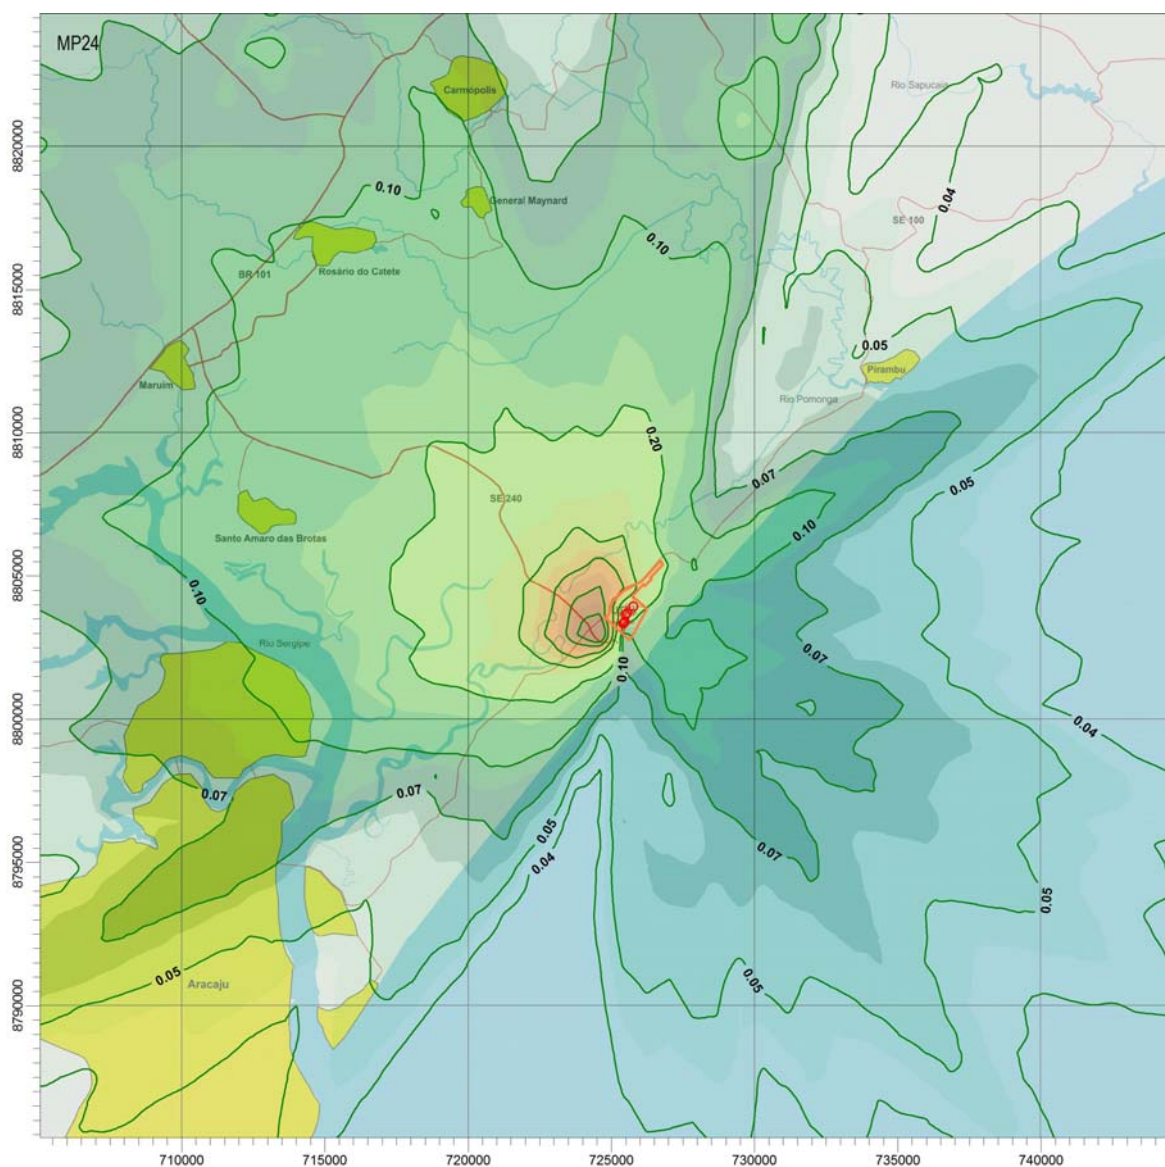 MP24
Carmópolis
Rio Sapucaia
8820000
0.10
General Maynard
0.04
SE 100
0.10
BR 101
Rosário do Catete
8815000
0.05
Maruim
Pirambu
Rio Pomonga
8810000
0.20
0.07
0.05
SE 240
0.10
Santo Amaro das Brotas
8805000
0.10
Rio Sergipe
0.07
0.10
8800000
0.04
0.07
0.07
0.05
0.07
0.04
8795000
0.05
0.05
0.05
Aracaju
8790000
710000 715000 720000 725000 730000 735000 740000